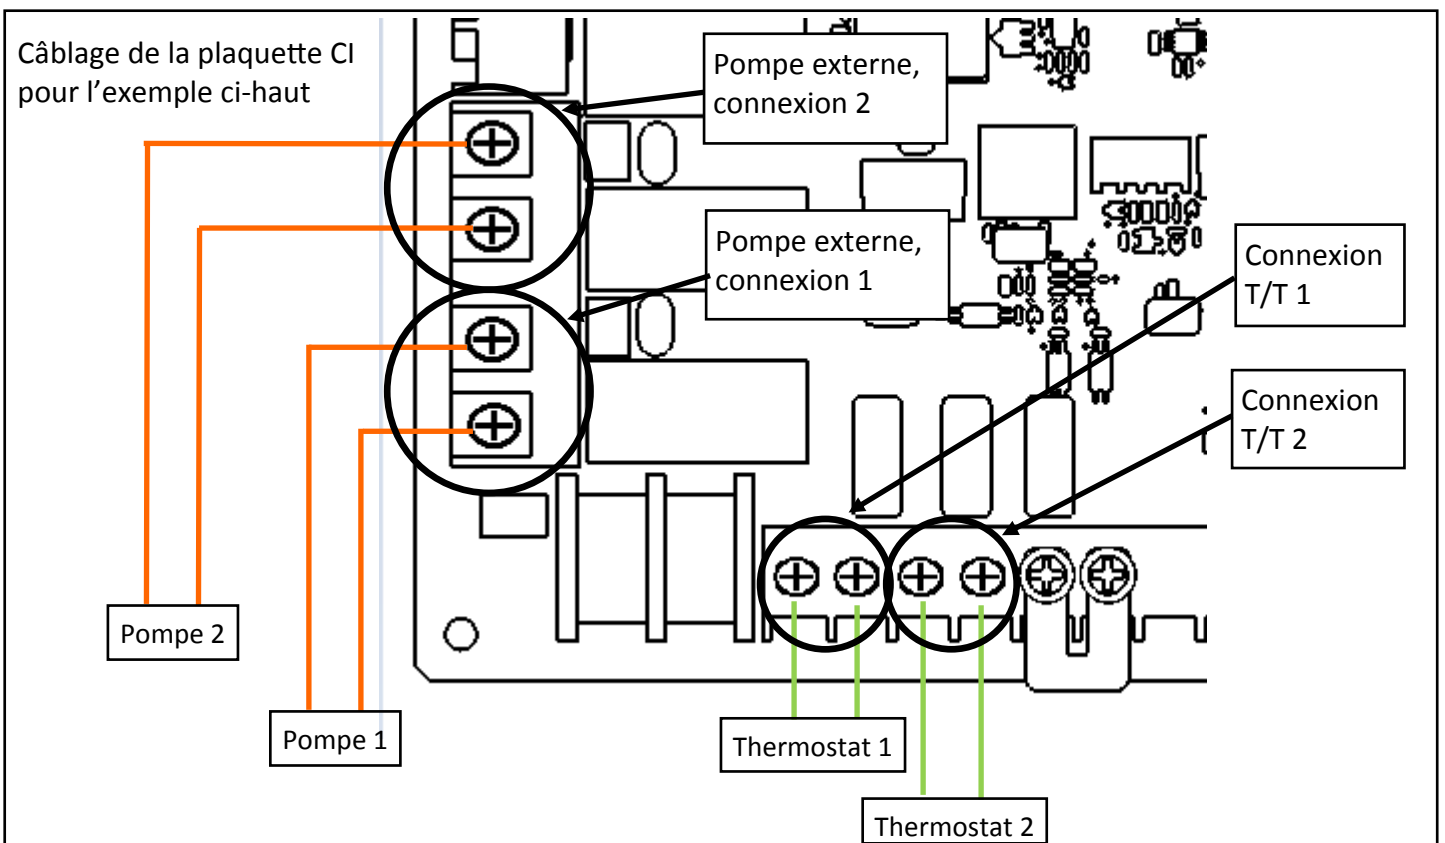 Câblage de la plaquette CI
pour l’exemple ci-haut
Pompe externe,
connexion 2
Pompe externe,
connexion 1
Connexion
T/T 1
Connexion
T/T 2
Pompe 2
Pompe 1
Thermostat 1
Thermostat 2